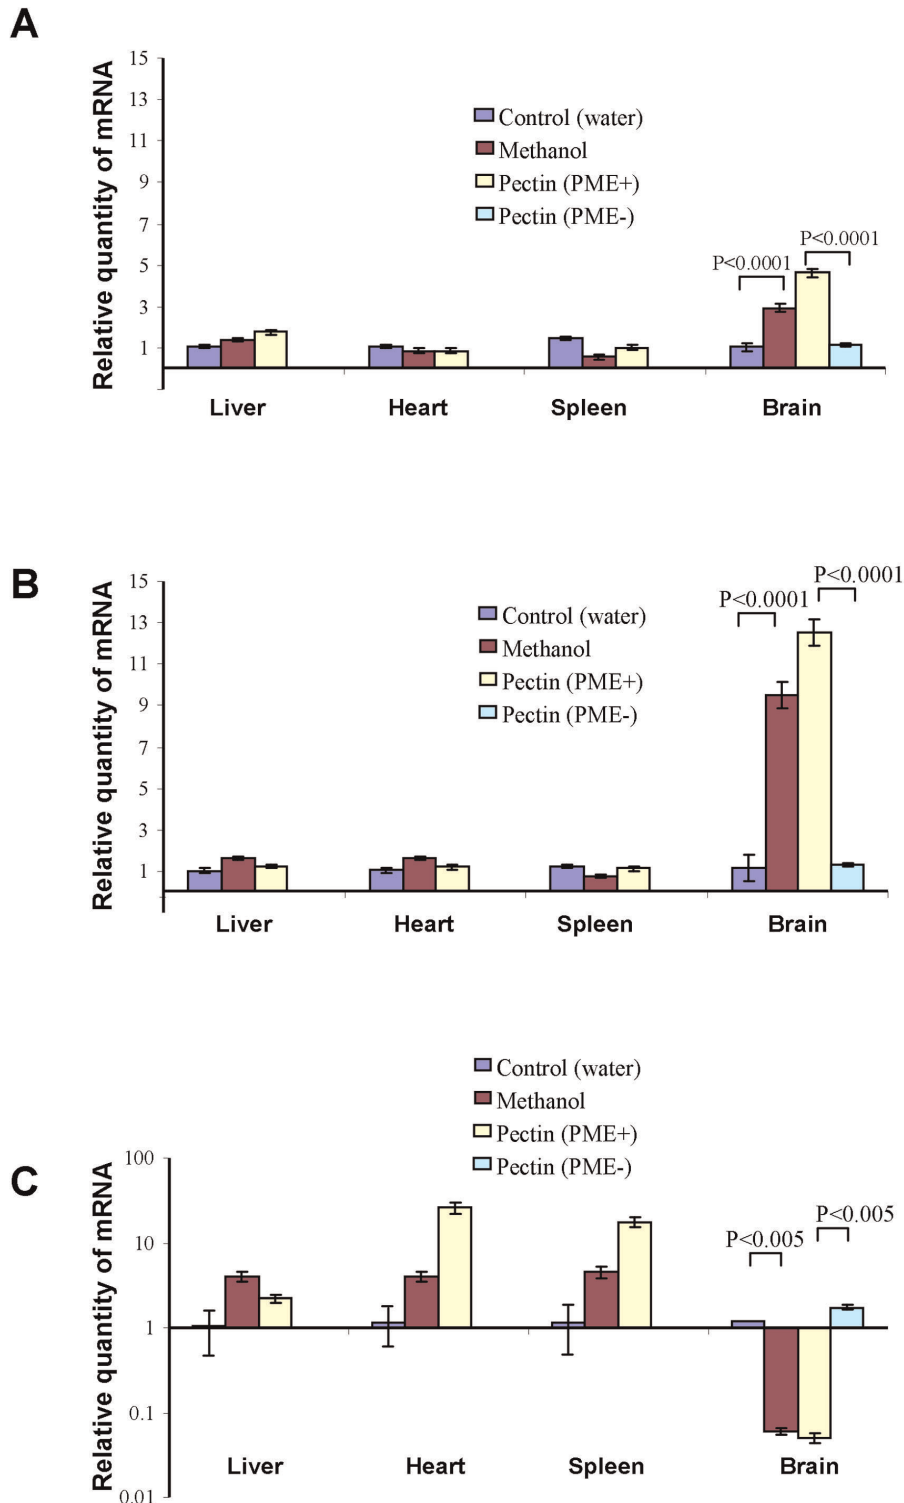 A
Relative quantity of mRNA
15
13
11
9
7
5
3
1
Control (water)
Methanol
Pectin (PME+)
Pectin (PME-)
P<0.0001
P<0.0001
Liver Heart Spleen Brain
B
Relative quantity of mRNA
15
13
11
9
7
5
3
1
Control (water)
Methanol
Pectin (PME+)
Pectin (PME-)
P<0.0001
P<0.0001
Liver Heart Spleen Brain
C
Relative quantity of mRNA
100
10
1
0.1
0.01
Control (water)
Methanol
Pectin (PME+)
Pectin (PME-)
P<0.005
P<0.005
Liver Heart Spleen Brain